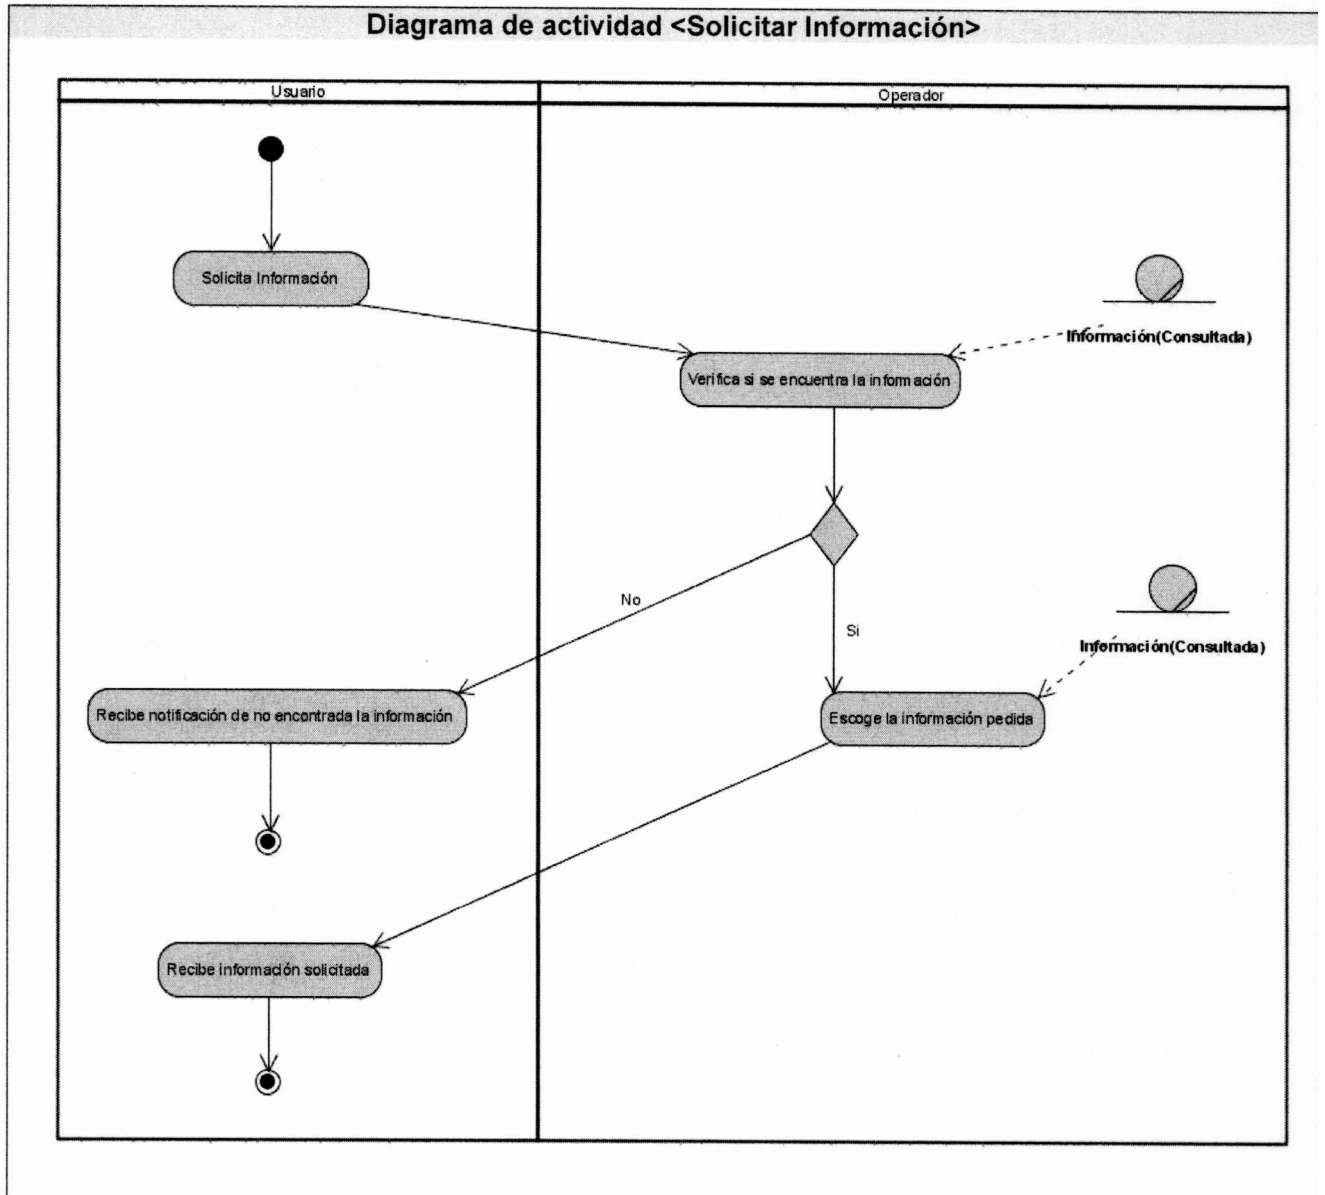 Diagrama de actividad <Solicitar Información>
Usuario
Operador
Solicita Información
Información(Consultada)
Verifica si se encuentra la información
No
Si
Información(Consultada)
Recibe notificación de no encontrada la información
Escoge la información pedida
Recibe información solicitada